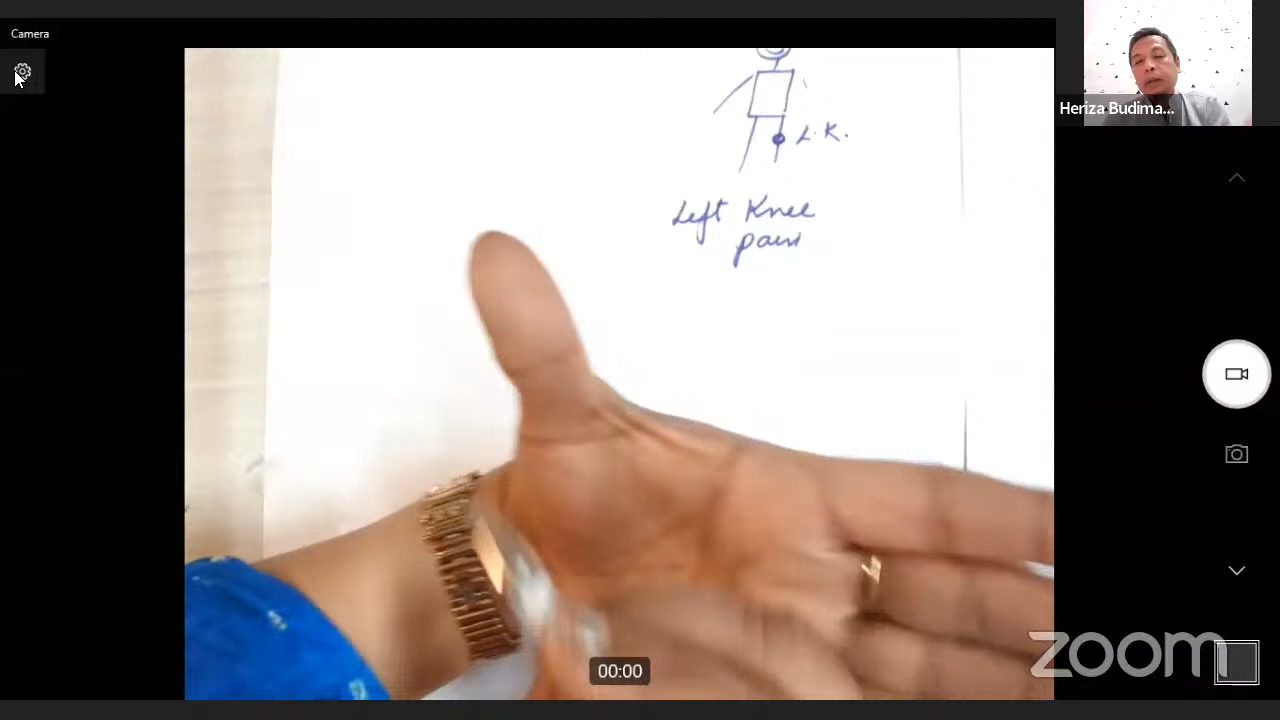 Camera
Heriza Budima...
L.K.
Left Knee
pain
00:00
zoom